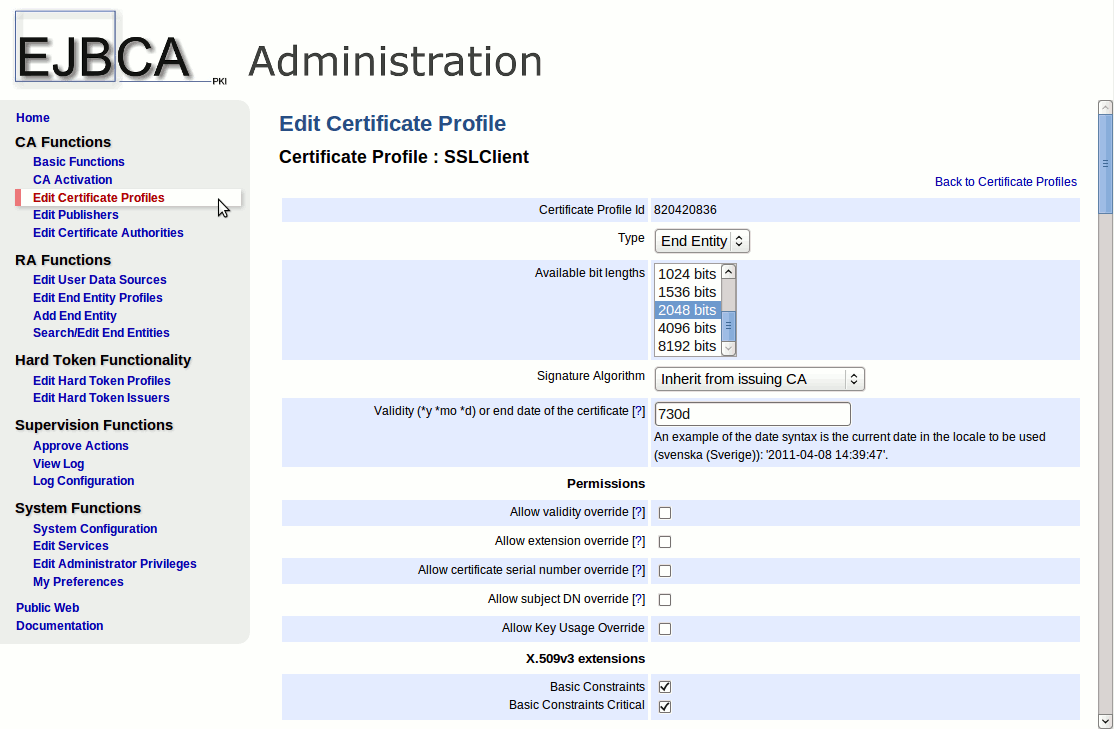 EJBCA PKI Administration
Home
CA Functions
Basic Functions
CA Activation
Edit Certificate Profiles
Edit Publishers
Edit Certificate Authorities
RA Functions
Edit User Data Sources
Edit End Entity Profiles
Add End Entity
Search/Edit End Entities
Hard Token Functionality
Edit Hard Token Profiles
Edit Hard Token Issuers
Supervision Functions
Approve Actions
View Log
Log Configuration
System Functions
System Configuration
Edit Services
Edit Administrator Privileges
My Preferences
Public Web
Documentation
Edit Certificate Profile
Certificate Profile : SSLClient
Back to Certificate Profiles
Certificate Profile Id 820420836
Type End Entity
Available bit lengths 1024 bits
1536 bits
2048 bits
4096 bits
8192 bits
Signature Algorithm Inherit from issuing CA
Validity (*y *mo *d) or end date of the certificate [?] 730d
An example of the date syntax is the current date in the locale to be used
(svenska (Sverige)): '2011-04-08 14:39:47'.
Permissions
Allow validity override [?]
Allow extension override [?]
Allow certificate serial number override [?]
Allow subject DN override [?]
Allow Key Usage Override
X.509v3 extensions
Basic Constraints
Basic Constraints Critical